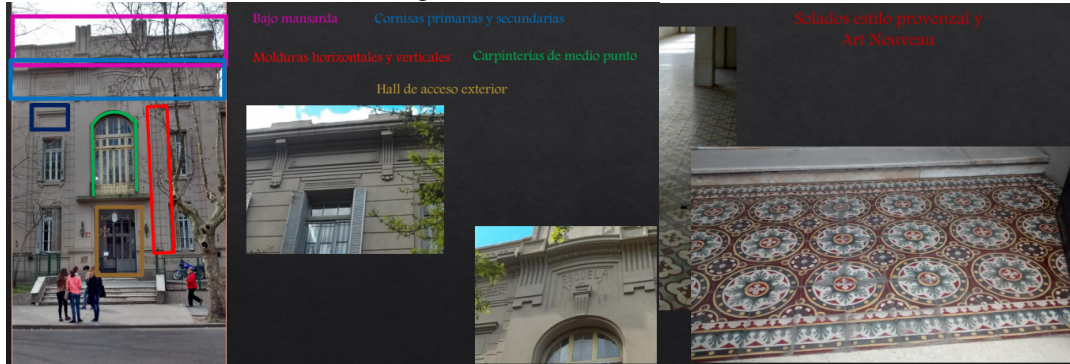 Bajo mansarda
Cornisas primarias y secundarias
Molduras horizontales y verticales
Carpinterias de medio punto
Hall de acceso exterior
Solados estilo provenzal y
Art Nouveau
ESCUELA